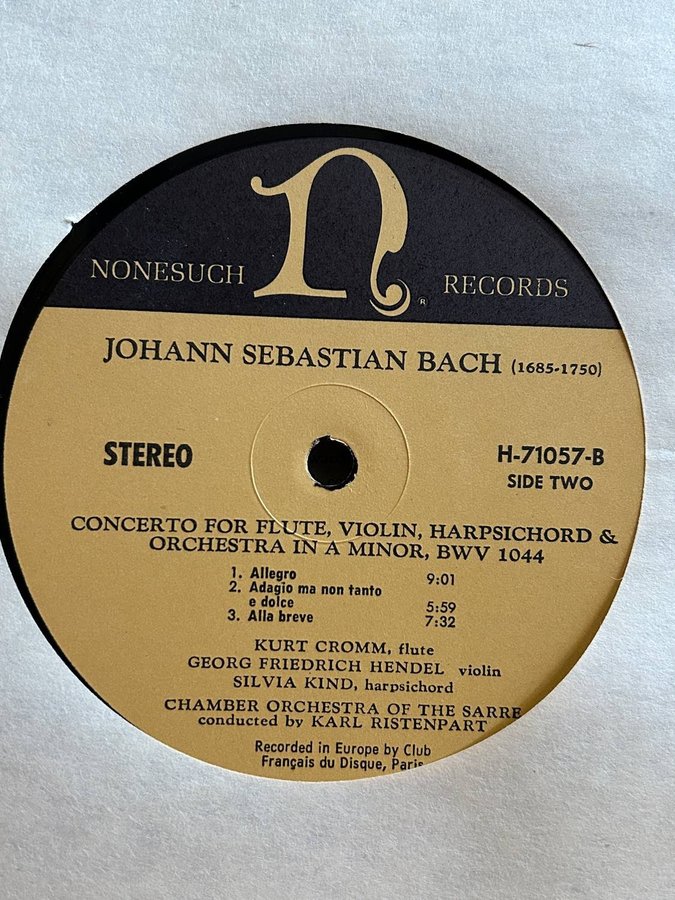 n
NONESUCH RECORDS
®
JOHANN SEBASTIAN BACH (1685-1750)
STEREO
H-71057-B
SIDE TWO
CONCERTO FOR FLUTE, VIOLIN, HARPSICHORD &
ORCHESTRA IN A MINOR, BWV 1044
1. Allegro 9:01
2. Adagio ma non tanto
e dolce 5:59
3. Alla breve 7:32
KURT CROMM, flute
GEORG FRIEDRICH HENDEL violin
SILVIA KIND, harpsichord
CHAMBER ORCHESTRA OF THE SARRE
conducted by KARL RISTENPART
Recorded in Europe by Club
Français du Disque, Paris